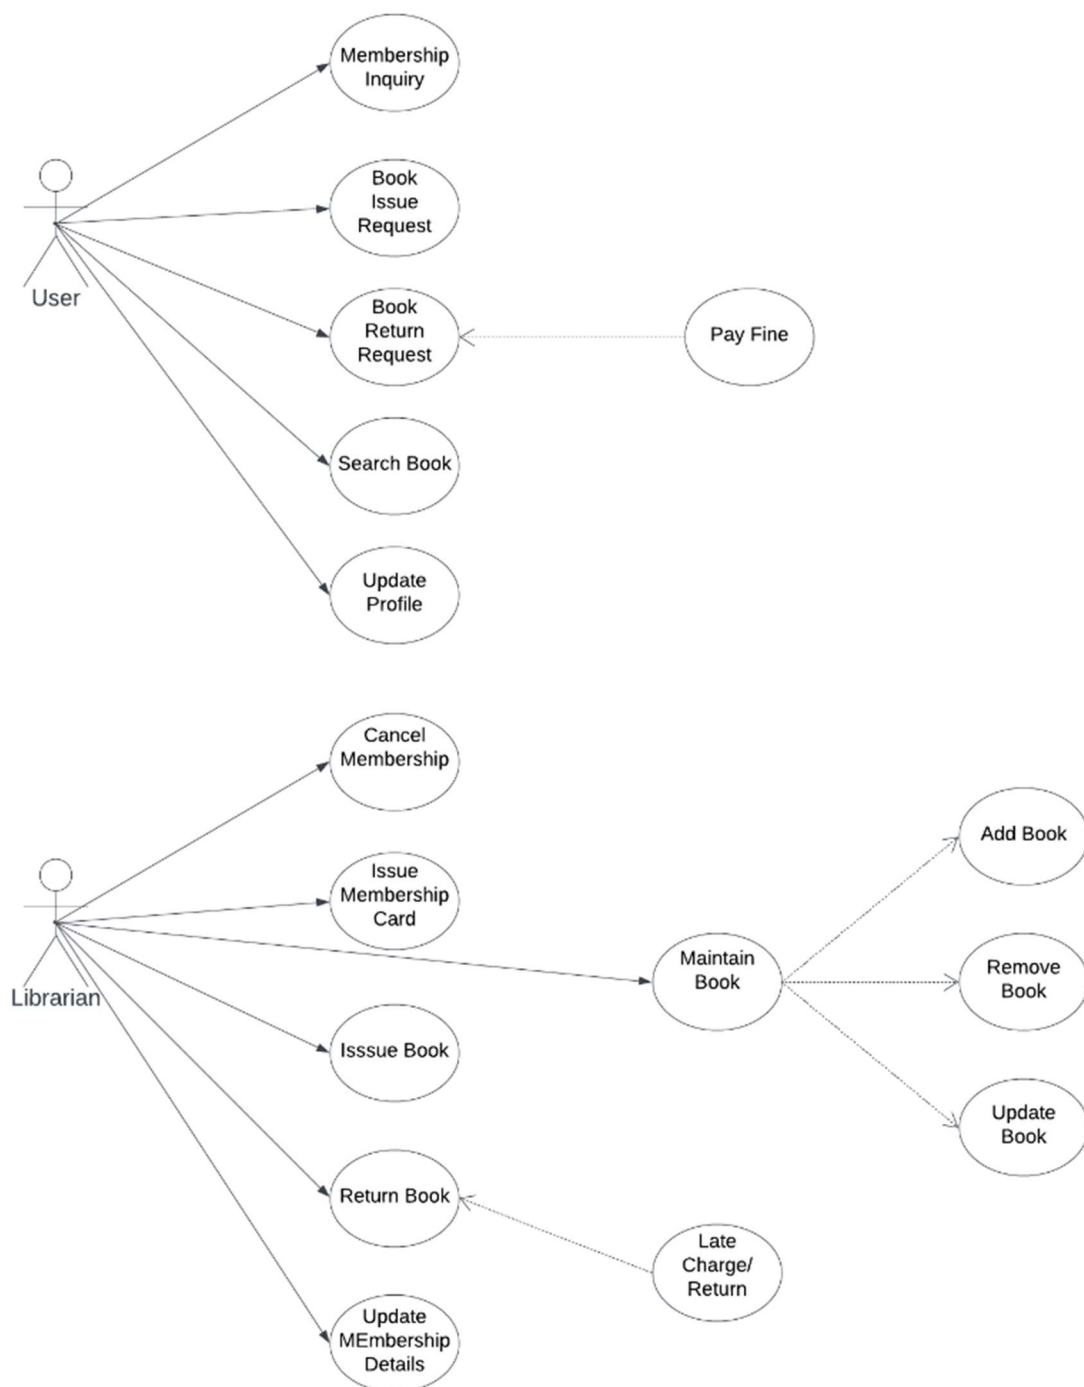 Membership
Inquiry
Book
Issue
Request
User
Book
Return
Request
Pay Fine
Search Book
Update
Profile
Cancel
Membership
Add Book
Issue
Membership
Card
Librarian
Maintain
Book
Remove
Book
Isssue Book
Update
Book
Return Book
Late
Charge/
Return
Update
MEmbership
Details